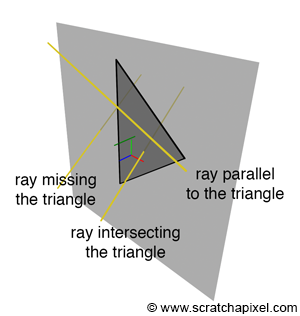 ray missing
the triangle
ray parallel
to the triangle
ray intersecting
the triangle
© www.scratchapixel.com